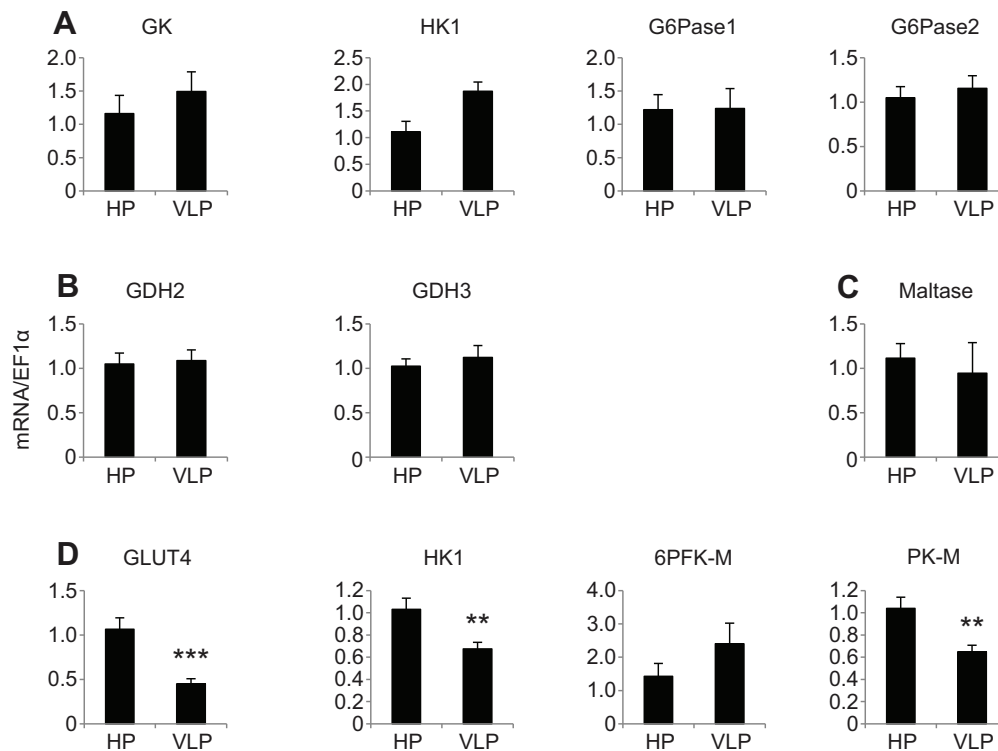 A
GK
HK1
G6Pase1
G6Pase2
2.0
1.5
1.0
0.5
0
HP VLP
2.5
2.0
1.5
1.0
0.5
0
HP VLP
2.0
1.5
1.0
0.5
0
HP VLP
1.5
1.0
0.5
0
HP VLP
mRNA/EF1α
B
GDH2
GDH3
C
Maltase
1.5
1.0
0.5
0
HP VLP
1.5
1.0
0.5
0
HP VLP
1.5
1.0
0.5
0
HP VLP
D
GLUT4
HK1
6PFK-M
PK-M
1.5
1.0
0.5
0
***
HP VLP
1.2
1.0
0.8
0.6
0.4
0.2
0
**
HP VLP
4.0
3.0
2.0
1.0
0
HP VLP
1.2
1.0
0.8
0.6
0.4
0.2
0
**
HP VLP